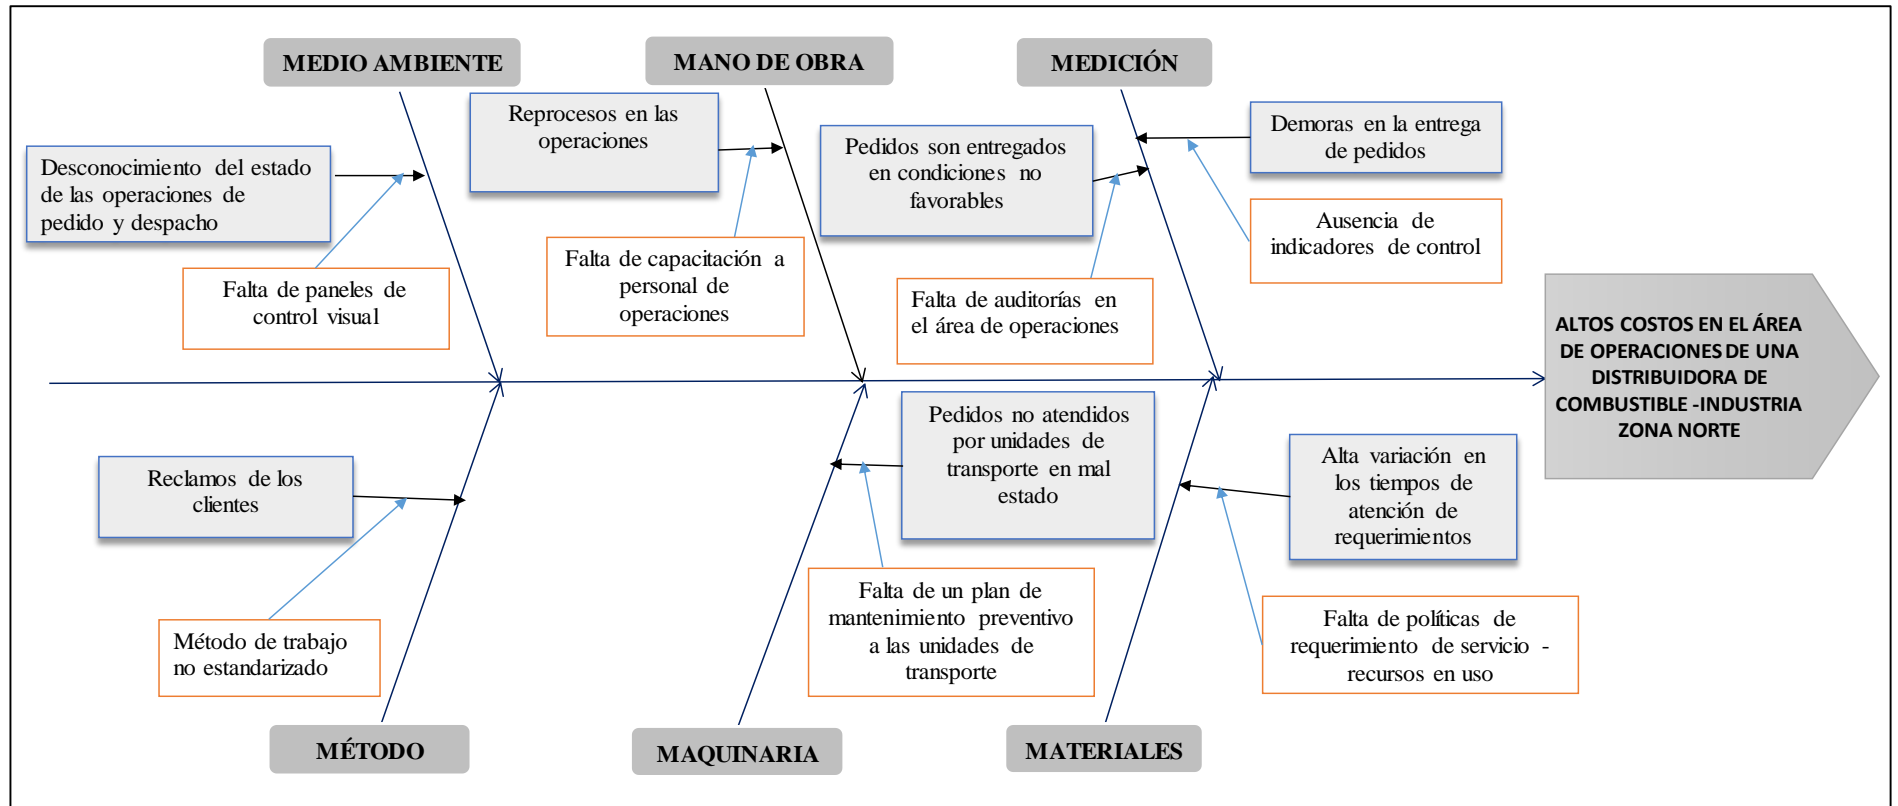 MEDIO AMBIENTE
MANO DE OBRA
MEDICIÓN
Desconocimiento del estado
de las operaciones de
pedido y despacho
Falta de paneles de
control visual
Reprocesos en las
operaciones
Falta de capacitación a
personal de
operaciones
Pedidos son entregados
en condiciones no
favorables
Falta de auditorías en
el área de operaciones
Demoras en la entrega
de pedidos
Ausencia de
indicadores de control
ALTOS COSTOS EN EL ÁREA
DE OPERACIONES DE UNA
DISTRIBUIDORA DE
COMBUSTIBLE -INDUSTRIA
ZONA NORTE
Reclamos de los
clientes
Método de trabajo
no estandarizado
Pedidos no atendidos
por unidades de
transporte en mal
estado
Falta de un plan de
mantenimiento preventivo
a las unidades de
transporte
Alta variación en
los tiempos de
atención de
requerimientos
Falta de políticas de
requerimiento de servicio -
recursos en uso
MÉTODO
MAQUINARIA
MATERIALES